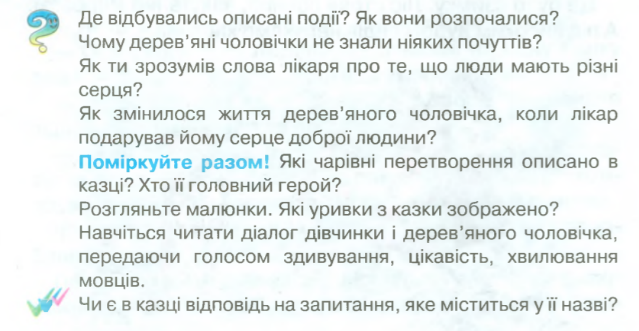 Де відбувались описані події? Як вони розпочалися?
Чому дерев'яні чоловічки не знали ніяких почуттів?
Як ти зрозумів слова лікаря про те, що люди мають різні
серця?
Як змінилося життя дерев'яного чоловічка, коли лікар
подарував йому серце доброї людини?
Поміркуйте разом! Які чарівні перетворення описано в
казці? Хто її головний герой?
Розгляньте малюнки. Які уривки з казки зображено?
Навчіться читати діалог дівчинки і дерев'яного чоловічка,
передаючи голосом здивування, цікавість, хвилювання
мовців.
Чи є в казці відповідь на запитання, яке міститься у її назві?